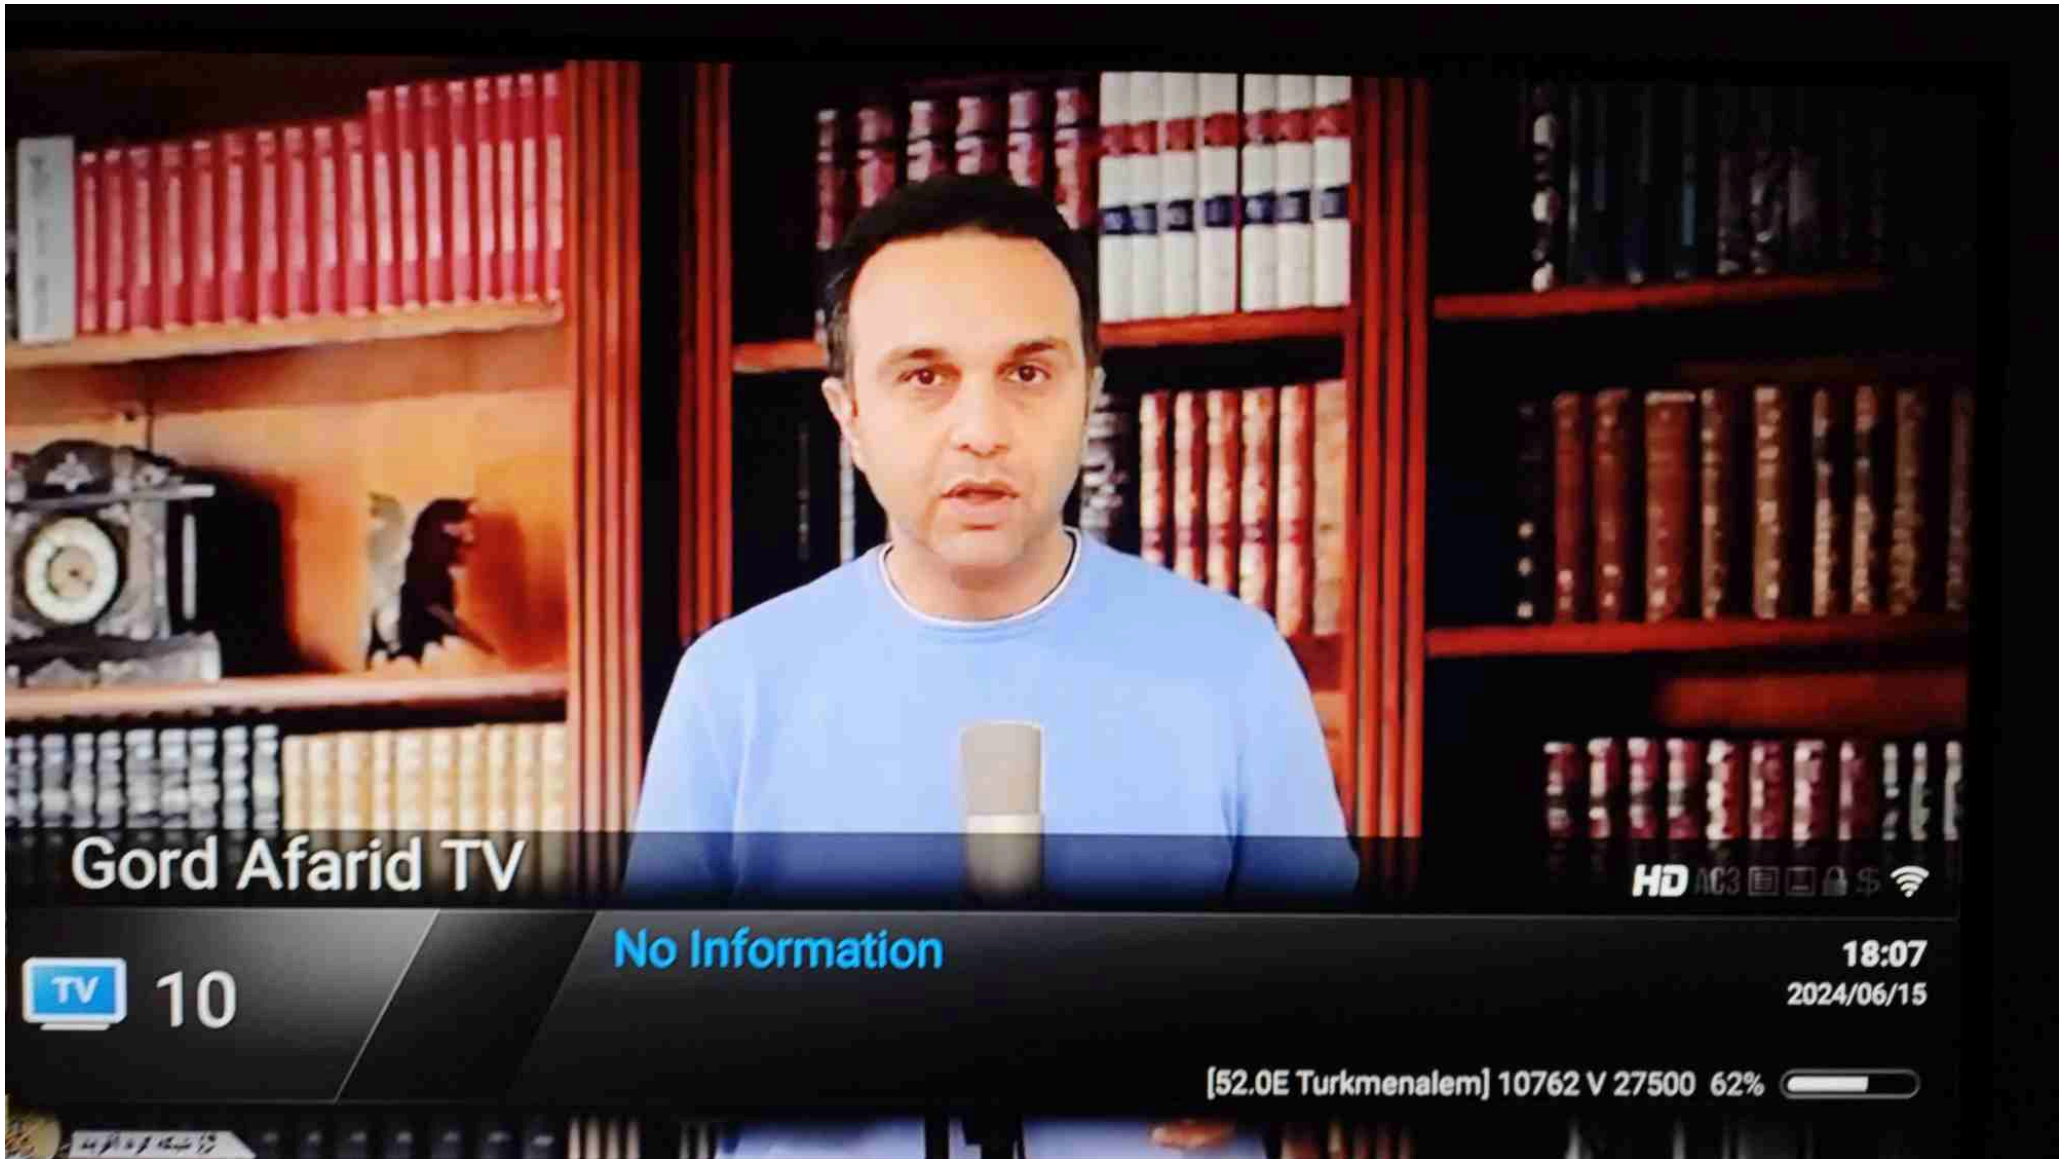 Gord Afarid TV
HD AC3 $
TV 10
No Information
18:07
2024/06/15
[52.0E Turkmenalem] 10762 V 27500 62%